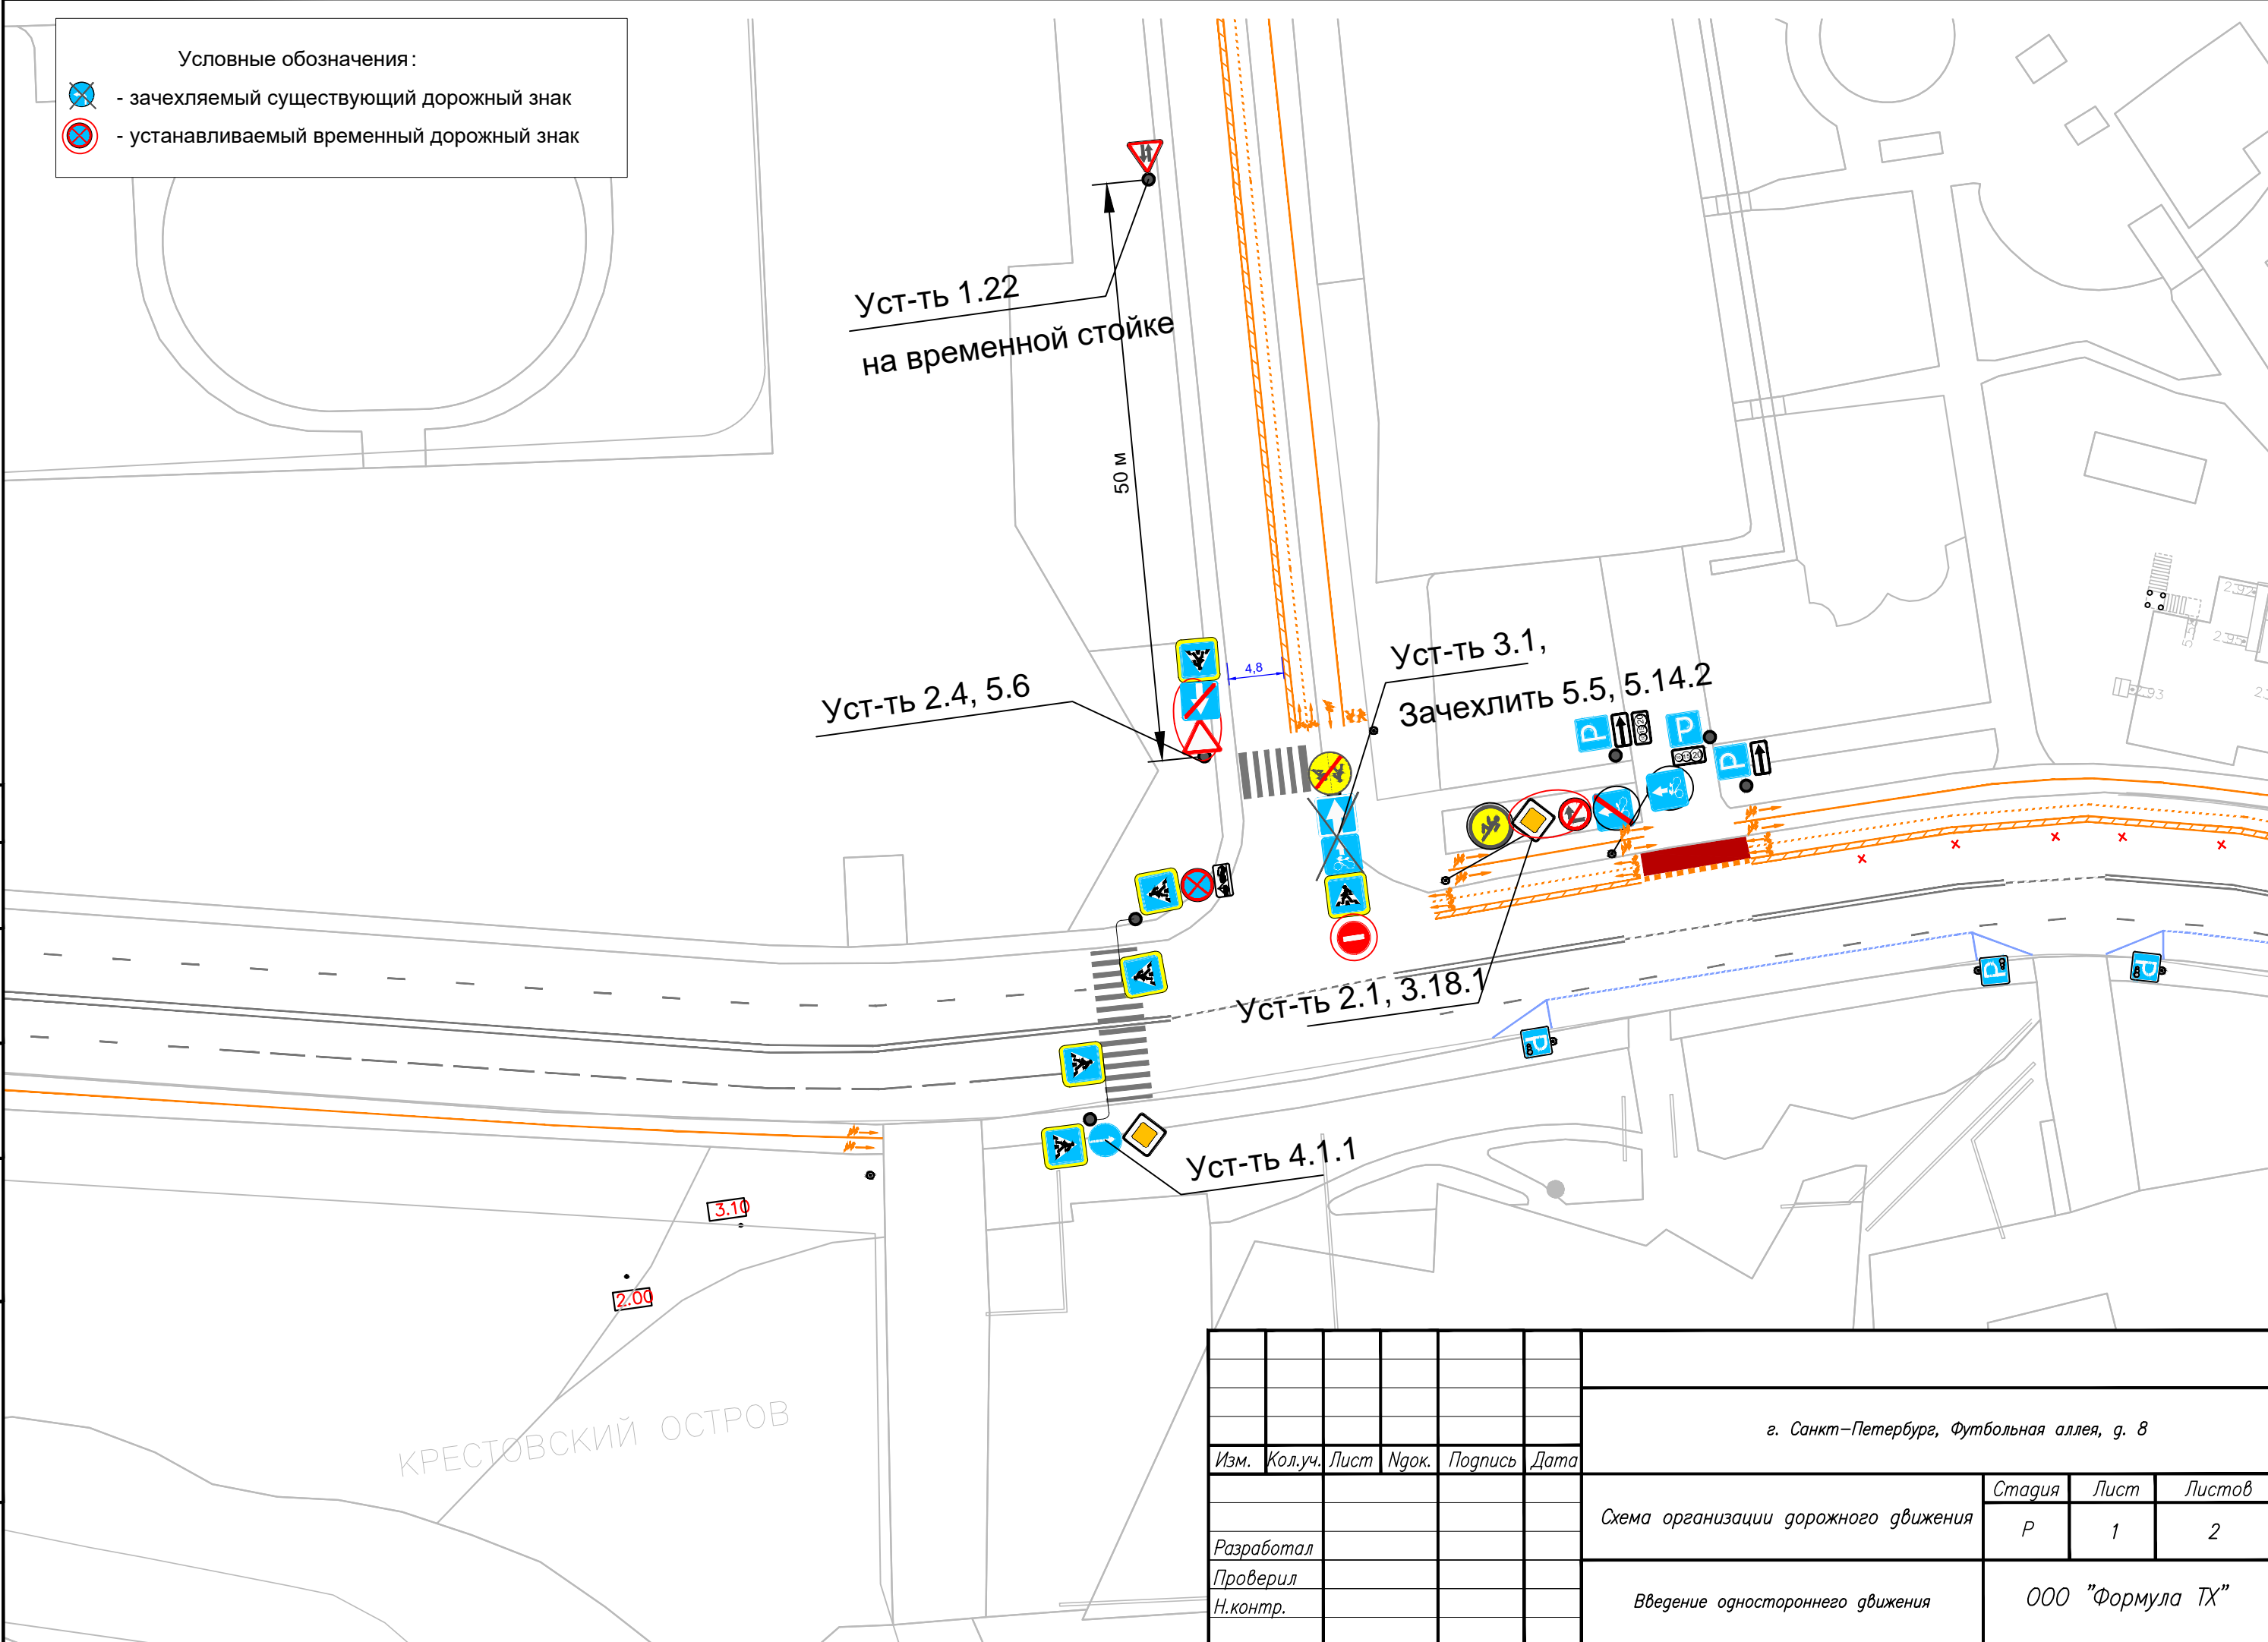 Условные обозначения:
- зачехляемый существующий дорожный знак
- устанавливаемый временный дорожный знак
Уст-ть 1.22
на временной стойке
50 м
Уст-ть 2.4, 5.6
4,8
Уст-ть 3.1,
Зачехлить 5.5, 5.14.2
P
P
P
2.93
Уст-ть 2.1, 3.18.1
P
P
P
Уст-ть 4.1.1
3.10
2.00
КРЕСТОВСКИЙ ОСТРОВ
г. Санкт-Петербург, Футбольная аллея, д. 8
Изм. Кол.уч. Лист Nдок. Подпись Дата
Схема организации дорожного движения
Стадия Лист Листов
Р 1 2
Разработал
Проверил
Н.контр.
Введение одностороннего движения
ООО "Формула ТХ"